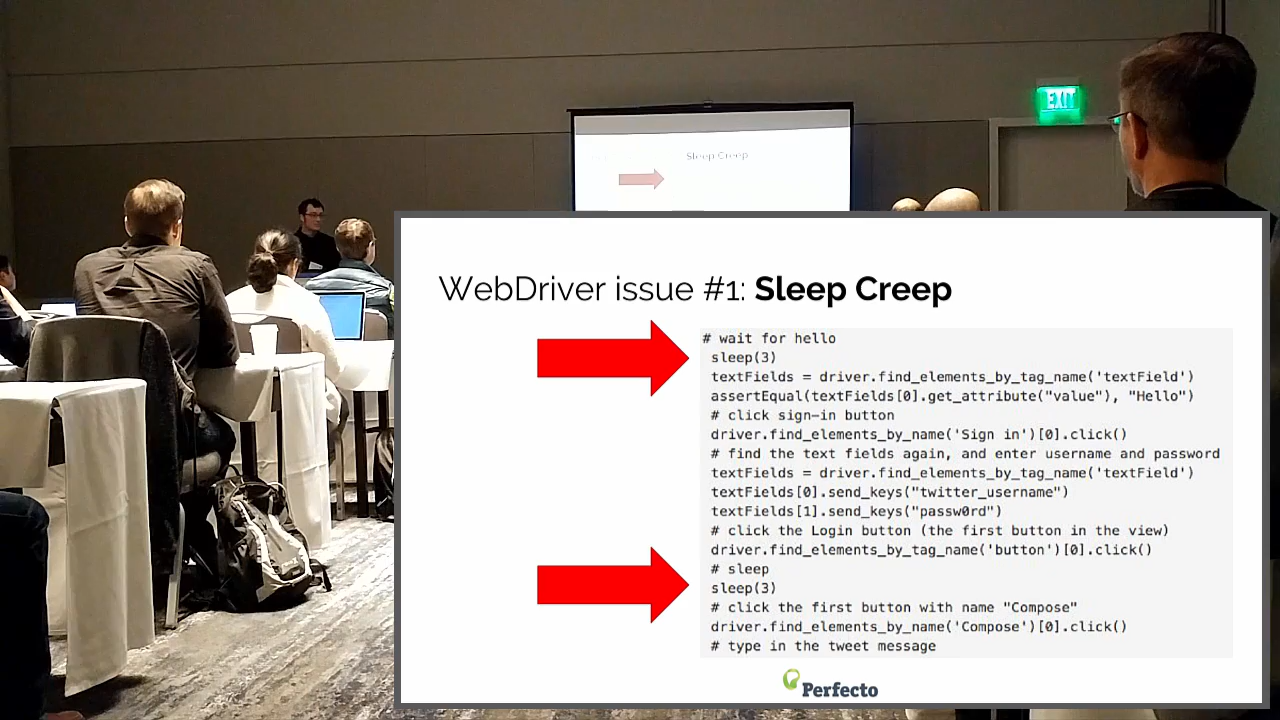 EXIT
Sleep Creep
WebDriver issue #1: Sleep Creep
# wait for hello
sleep(3)
textFields = driver.find_elements_by_tag_name('textField')
assertEqual(textFields[0].get_attribute("value"), "Hello")
# click sign-in button
driver.find_elements_by_name('Sign in')[0].click()
# find the text fields again, and enter username and password
textFields = driver.find_elements_by_tag_name('textField')
textFields[0].send_keys("twitter_username")
textFields[1].send_keys("passw0rd")
# click the Login button (the first button in the view)
driver.find_elements_by_tag_name('button')[0].click()
# sleep
sleep(3)
# click the first button with name "Compose"
driver.find_elements_by_name('Compose')[0].click()
# type in the tweet message
Perfecto